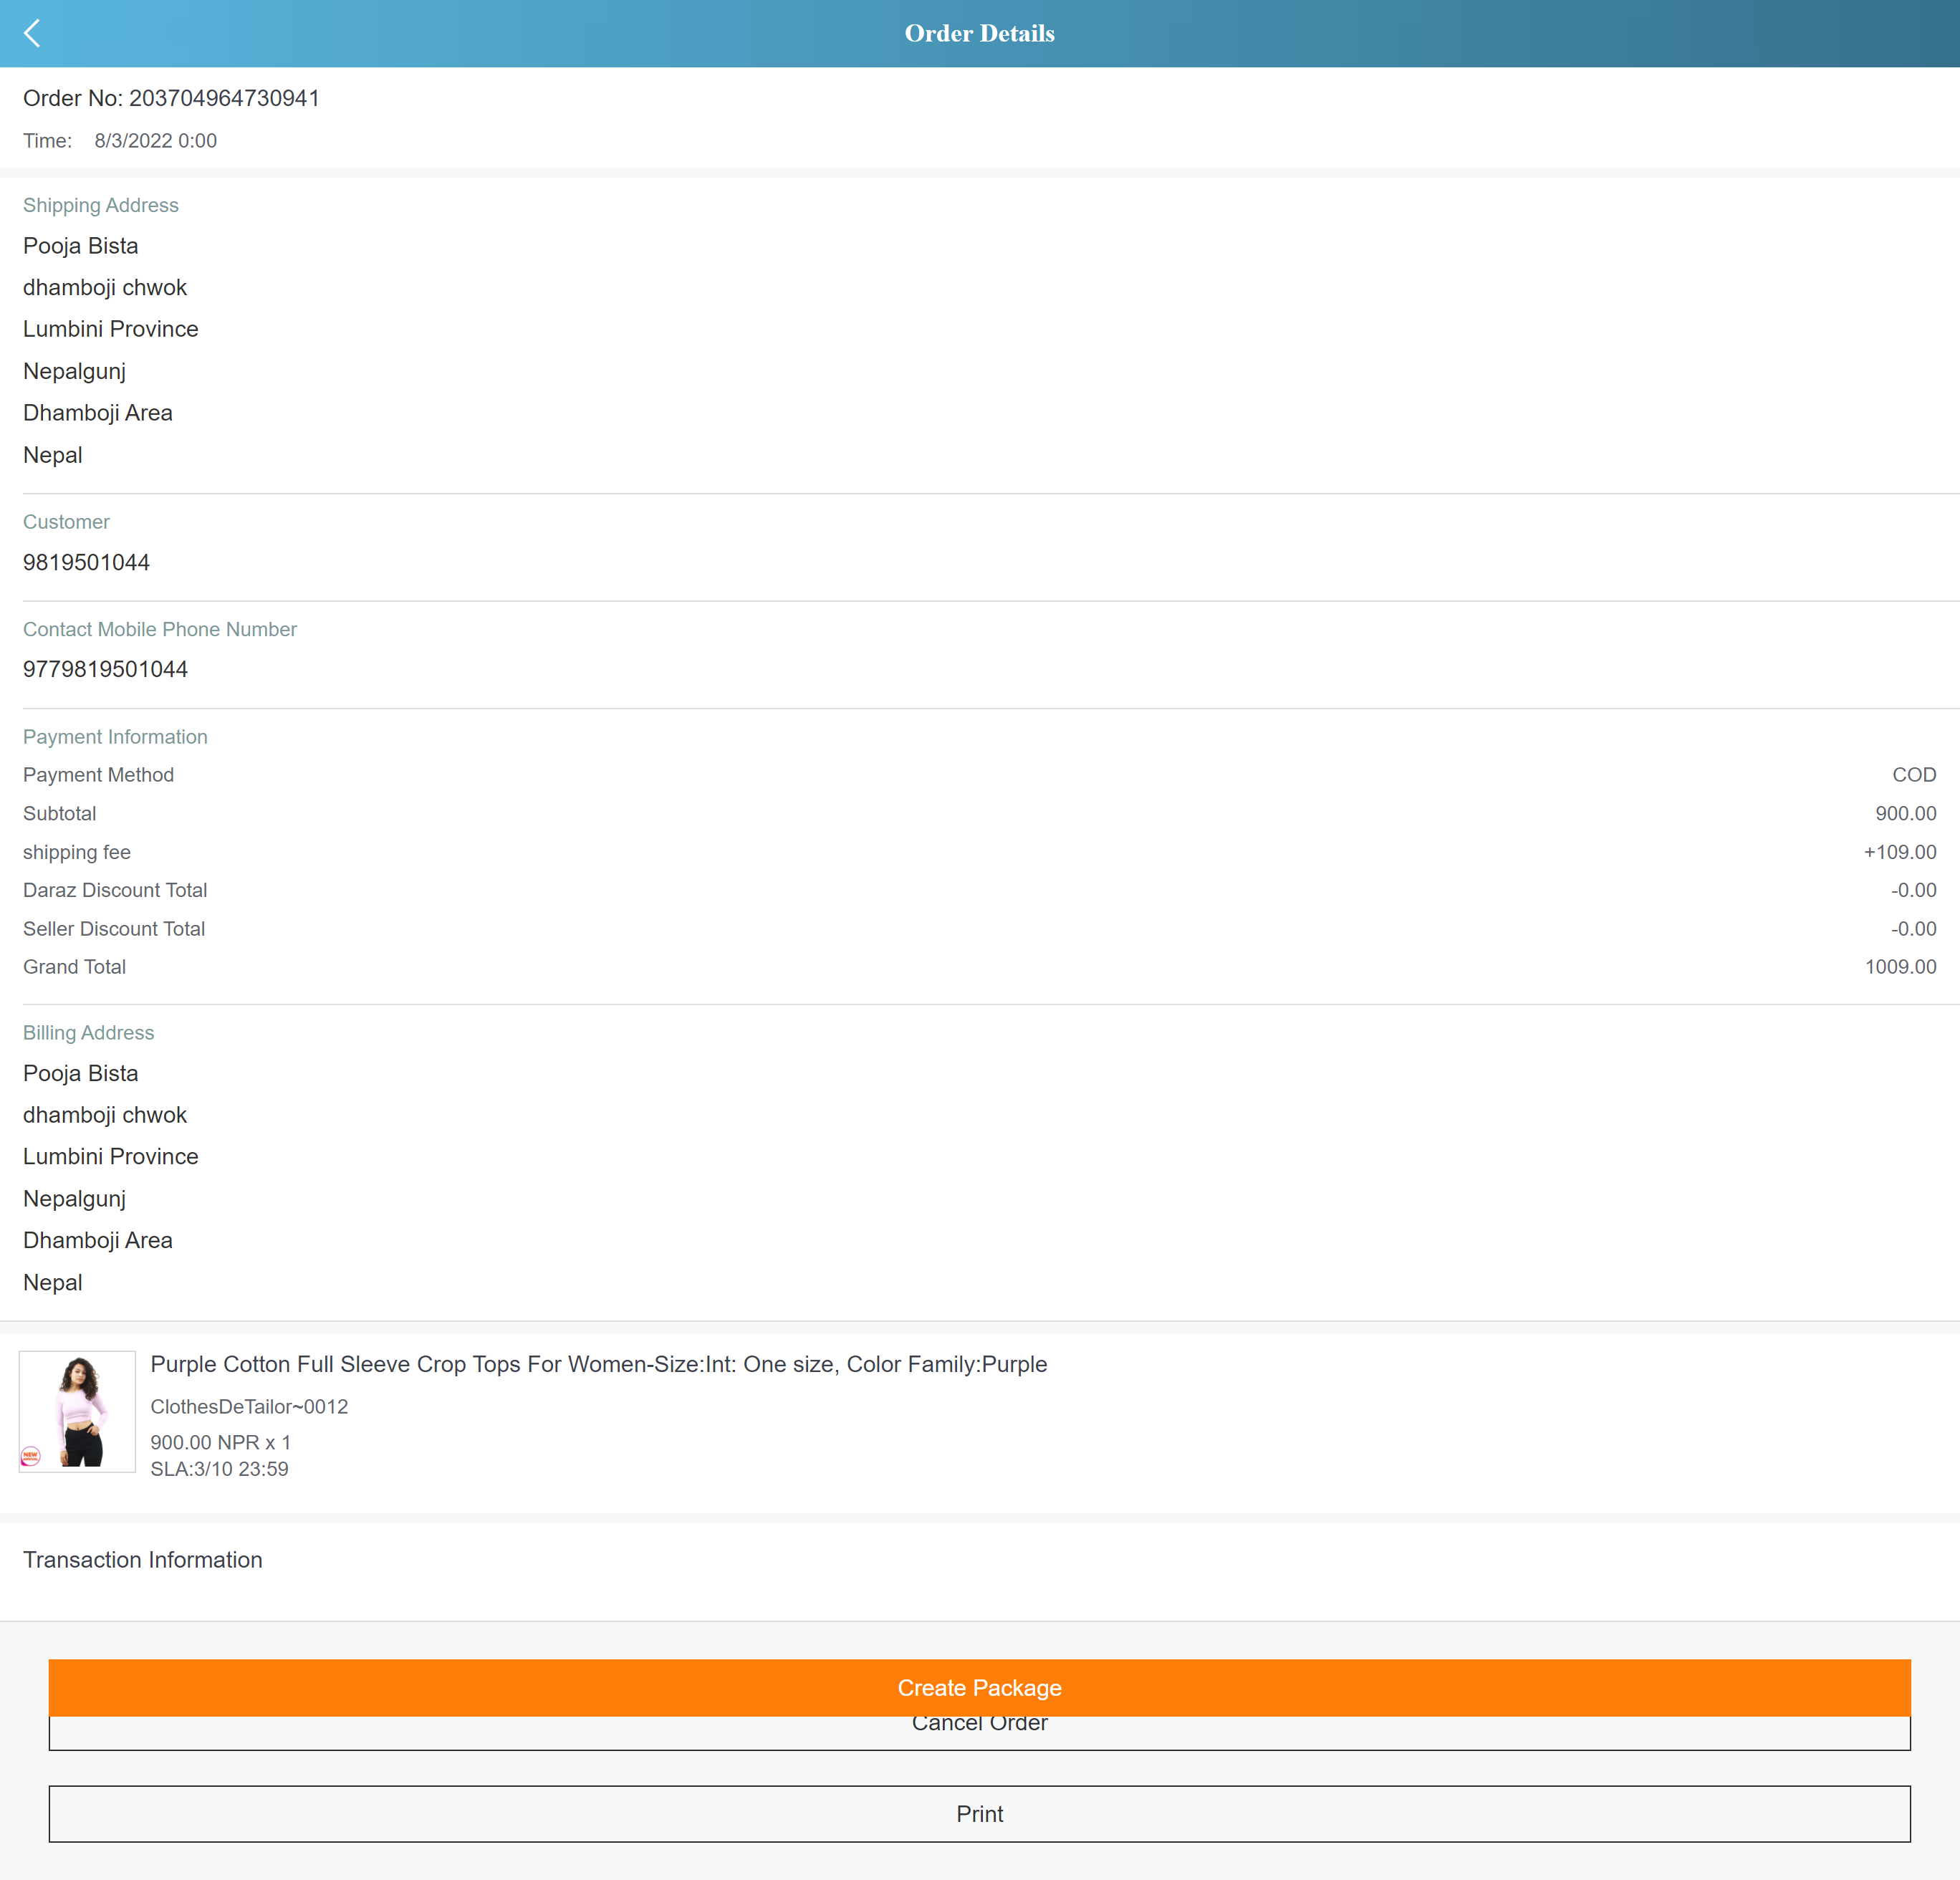 Order Details
Order No: 203704964730941
Time: 8/3/2022 0:00
Shipping Address
Pooja Bista
dhamboji chwok
Lumbini Province
Nepalgunj
Dhamboji Area
Nepal
Customer
9819501044
Contact Mobile Phone Number
9779819501044
Payment Information
Payment Method COD
Subtotal 900.00
shipping fee +109.00
Daraz Discount Total -0.00
Seller Discount Total -0.00
Grand Total 1009.00
Billing Address
Pooja Bista
dhamboji chwok
Lumbini Province
Nepalgunj
Dhamboji Area
Nepal
Purple Cotton Full Sleeve Crop Tops For Women-Size:Int: One size, Color Family:Purple
ClothesDeTailor~0012
900.00 NPR x 1
NEW
SLA:3/10 23:59
Transaction Information
Create Package
Cancel Order
Print